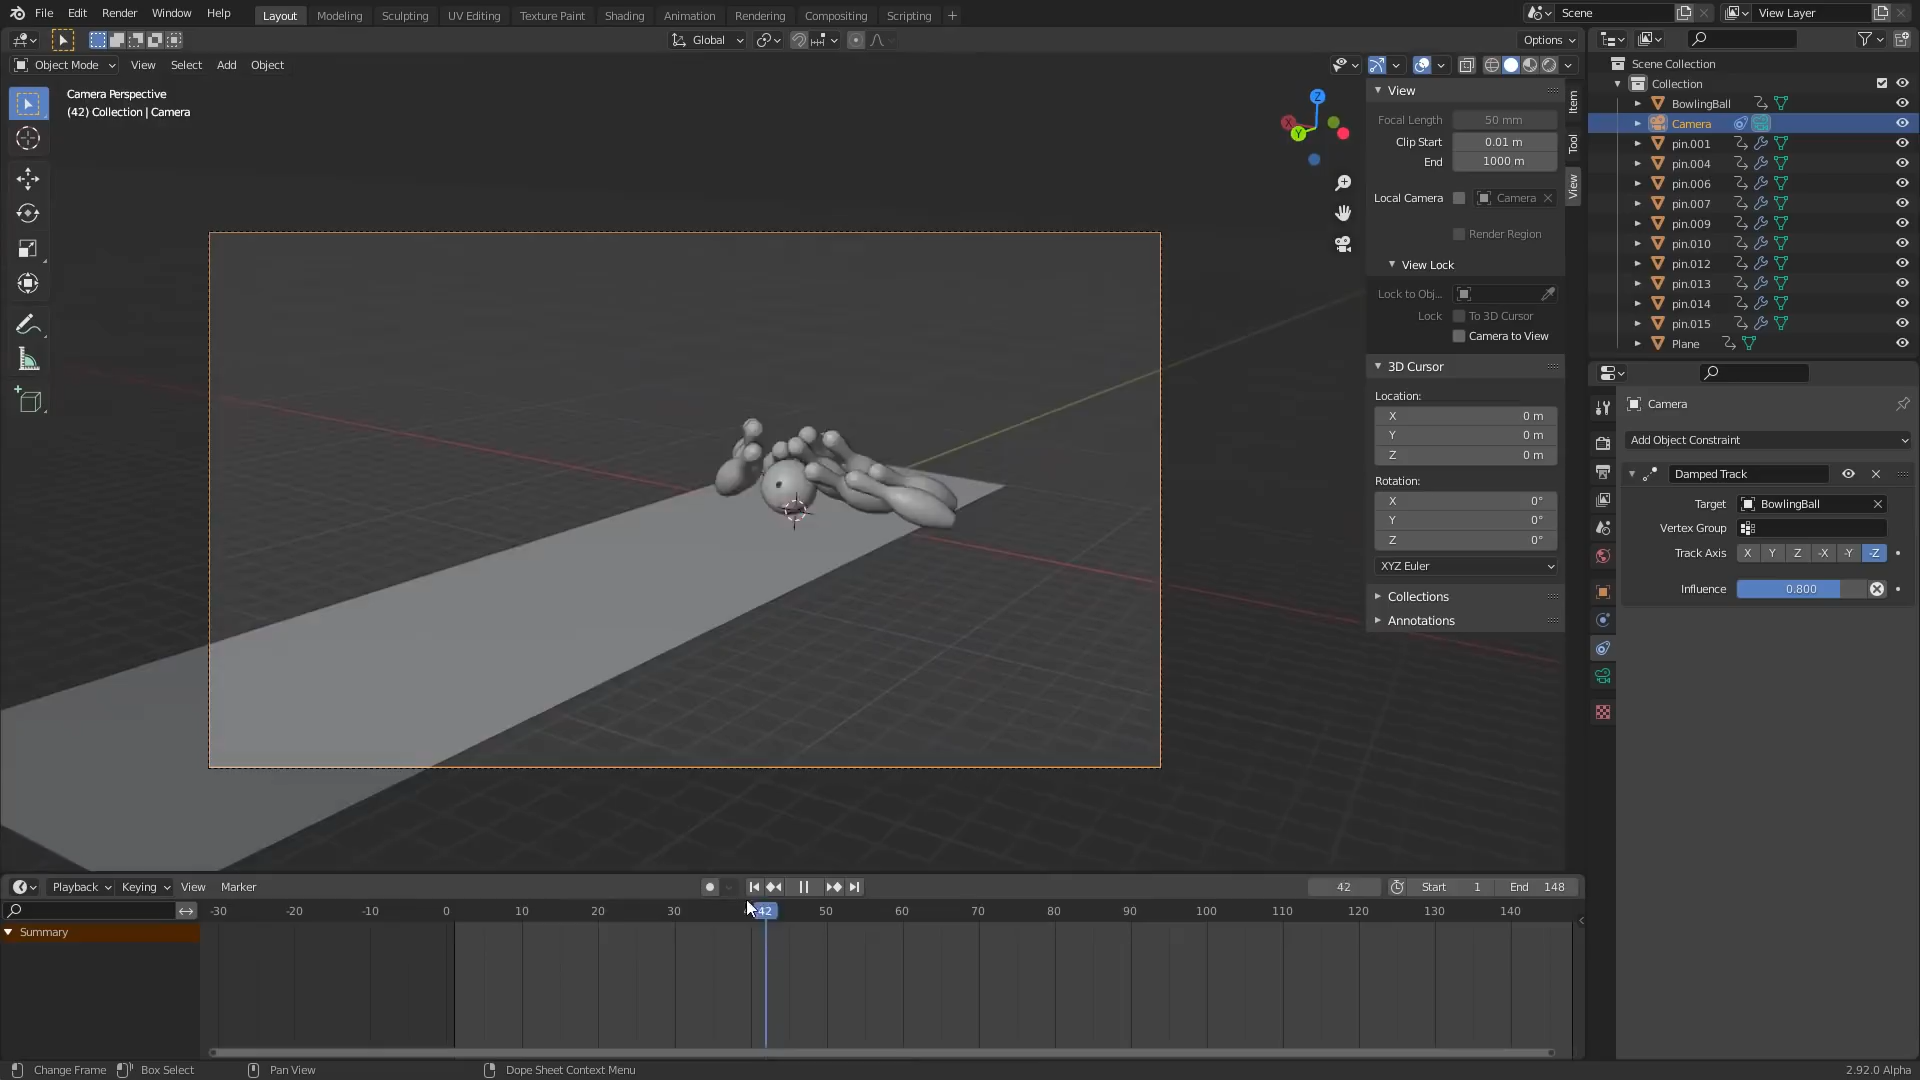 File Edit Render Window Help Layout Modeling Sculpting UV Editing Texture Paint Shading Animation Rendering Compositing Scripting + Scene View Layer
Global Options
Object Mode View Select Add Object
Camera Perspective
(42) Collection | Camera
X
Y
Z
View
Focal Length 50 mm
Clip Start 0.01 m
End 1000 m
Local Camera Camera
Render Region
View Lock
Lock to Obj...
Lock To 3D Cursor
Camera to View
3D Cursor
Location:
X 0 m
Y 0 m
Z 0 m
Rotation:
X 0°
Y 0°
Z 0°
XYZ Euler
Collections
Annotations
Item
Tool
View
Scene Collection
Collection
BowlingBall
Camera
pin.001
pin.004
pin.006
pin.007
pin.009
pin.010
pin.012
pin.013
pin.014
pin.015
Plane
Camera
Add Object Constraint
Damped Track
Target BowlingBall
Vertex Group
Track Axis X Y Z -X -Y -Z
Influence 0.800
Playback Keying View Marker 42 Start 1 End 148
-30 -20 -10 0 10 20 30 42 50 60 70 80 90 100 110 120 130 140
Summary
Change Frame Box Select Pan View Dope Sheet Context Menu 2.92.0 Alpha